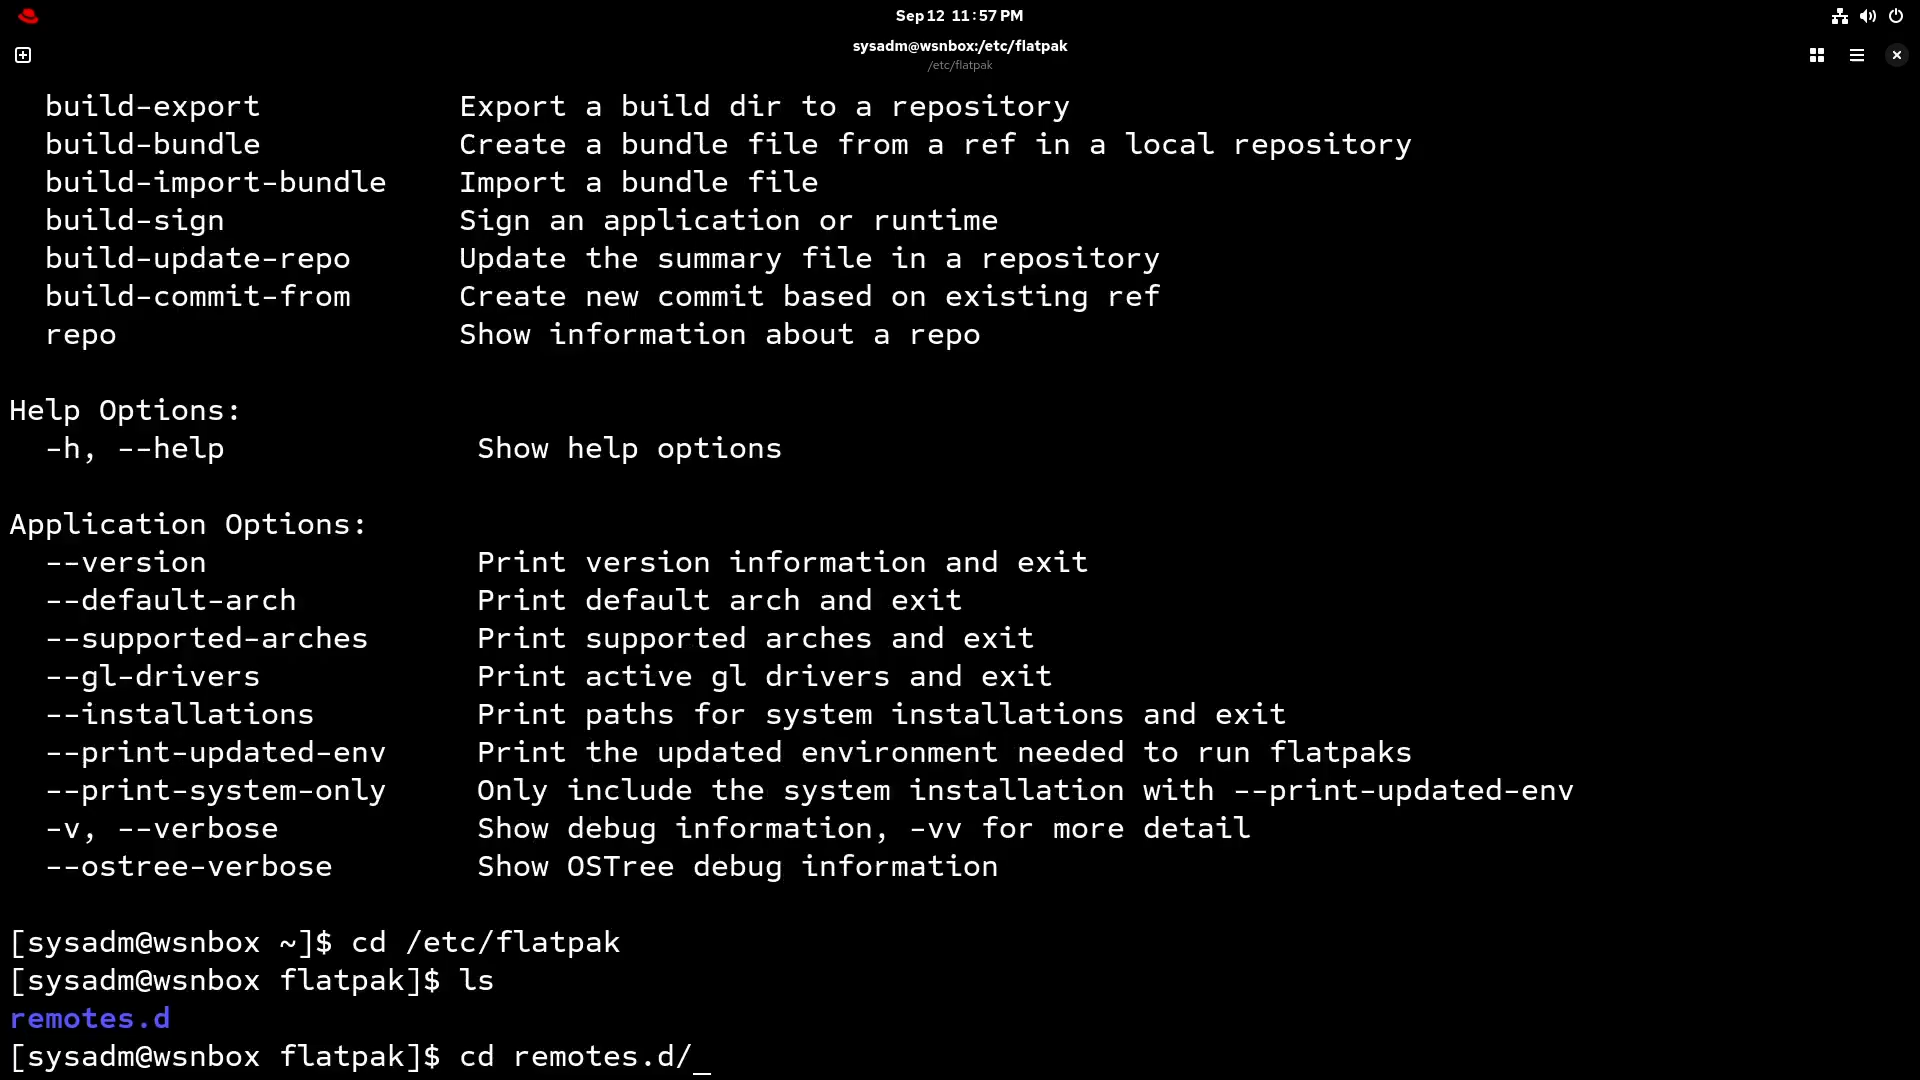 Sep 12 11:57 PM
sysadm@wsnbox:/etc/flatpak
/etc/flatpak
build-export Export a build dir to a repository
build-bundle Create a bundle file from a ref in a local repository
build-import-bundle Import a bundle file
build-sign Sign an application or runtime
build-update-repo Update the summary file in a repository
build-commit-from Create new commit based on existing ref
repo Show information about a repo
Help Options:
-h, --help Show help options
Application Options:
--version Print version information and exit
--default-arch Print default arch and exit
--supported-arches Print supported arches and exit
--gl-drivers Print active gl drivers and exit
--installations Print paths for system installations and exit
--print-updated-env Print the updated environment needed to run flatpaks
--print-system-only Only include the system installation with --print-updated-env
-v, --verbose Show debug information, -vv for more detail
--ostree-verbose Show OSTree debug information
[sysadm@wsnbox ~]$ cd /etc/flatpak
[sysadm@wsnbox flatpak]$ ls
remotes.d
[sysadm@wsnbox flatpak]$ cd remotes.d/_